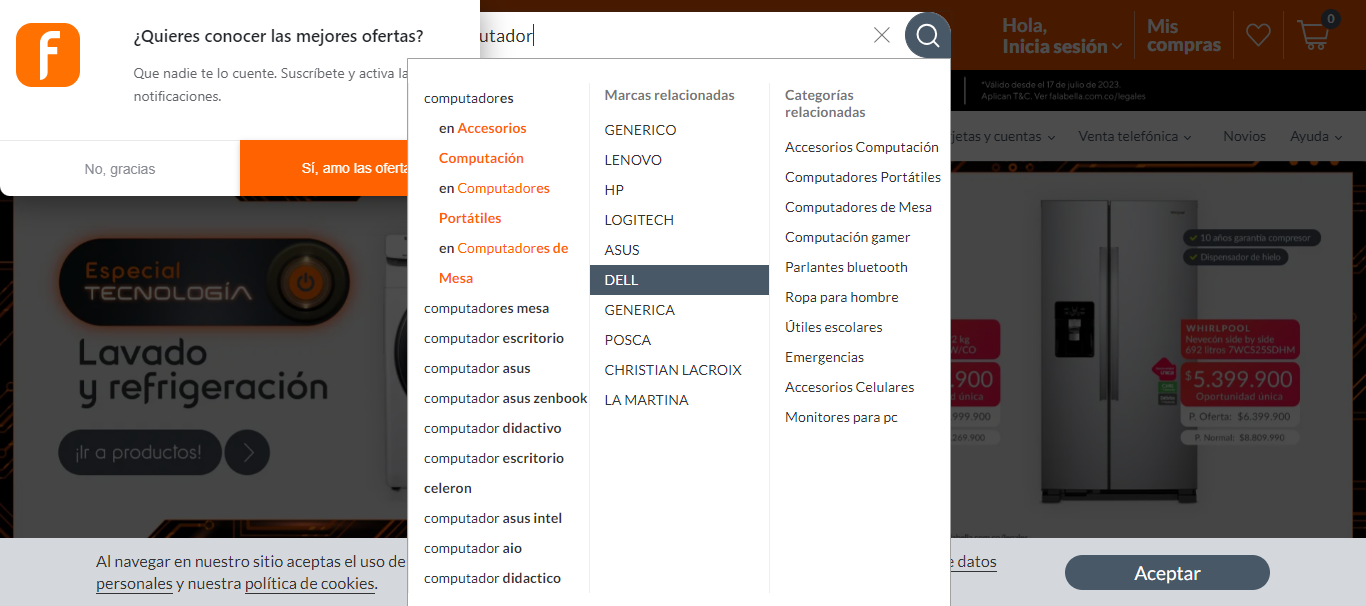 ¿Quieres conocer las mejores ofertas?
Que nadie te lo cuente. Suscríbete y activa la
notificaciones.
No, gracias
Sí, amo las oferta
utador
Hola,
Inicia sesión
Mis
compras
0
*Válido desde el 17 de julio de 2023.
Aplican T&C. Ver falabella.com.co/legales
jetas y cuentas
Venta telefónica
Novios
Ayuda
computadores
en Accesorios
Computación
en Computadores
Portátiles
en Computadores de
Mesa
computadores mesa
computador escritorio
computador asus
computador asus zenbook
computador didactivo
computador escritorio
celeron
computador asus intel
computador aio
computador didactico
Marcas relacionadas
GENERICO
LENOVO
HP
LOGITECH
ASUS
DELL
GENERICA
POSCA
CHRISTIAN LACROIX
LA MARTINA
Categorías
relacionadas
Accesorios Computación
Computadores Portátiles
Computadores de Mesa
Computación gamer
Parlantes bluetooth
Ropa para hombre
Útiles escolares
Emergencias
Accesorios Celulares
Monitores para pc
Especial
TECNOLOGÍA
Lavado
y refrigeración
¡Ir a productos!
10 años garantía compresor
Dispensador de hielo
2 kg
W/CO
.900
999.900
269.900
WHIRLPOOL
Nevecón side by side
692 litros 7WCS25SDHM
$5.399.900
Oportunidad única
P. Oferta: $6.399.900
P. Normal: $8.809.990
Al navegar en nuestro sitio aceptas el uso de
e datos
personales y nuestra política de cookies.
Aceptar